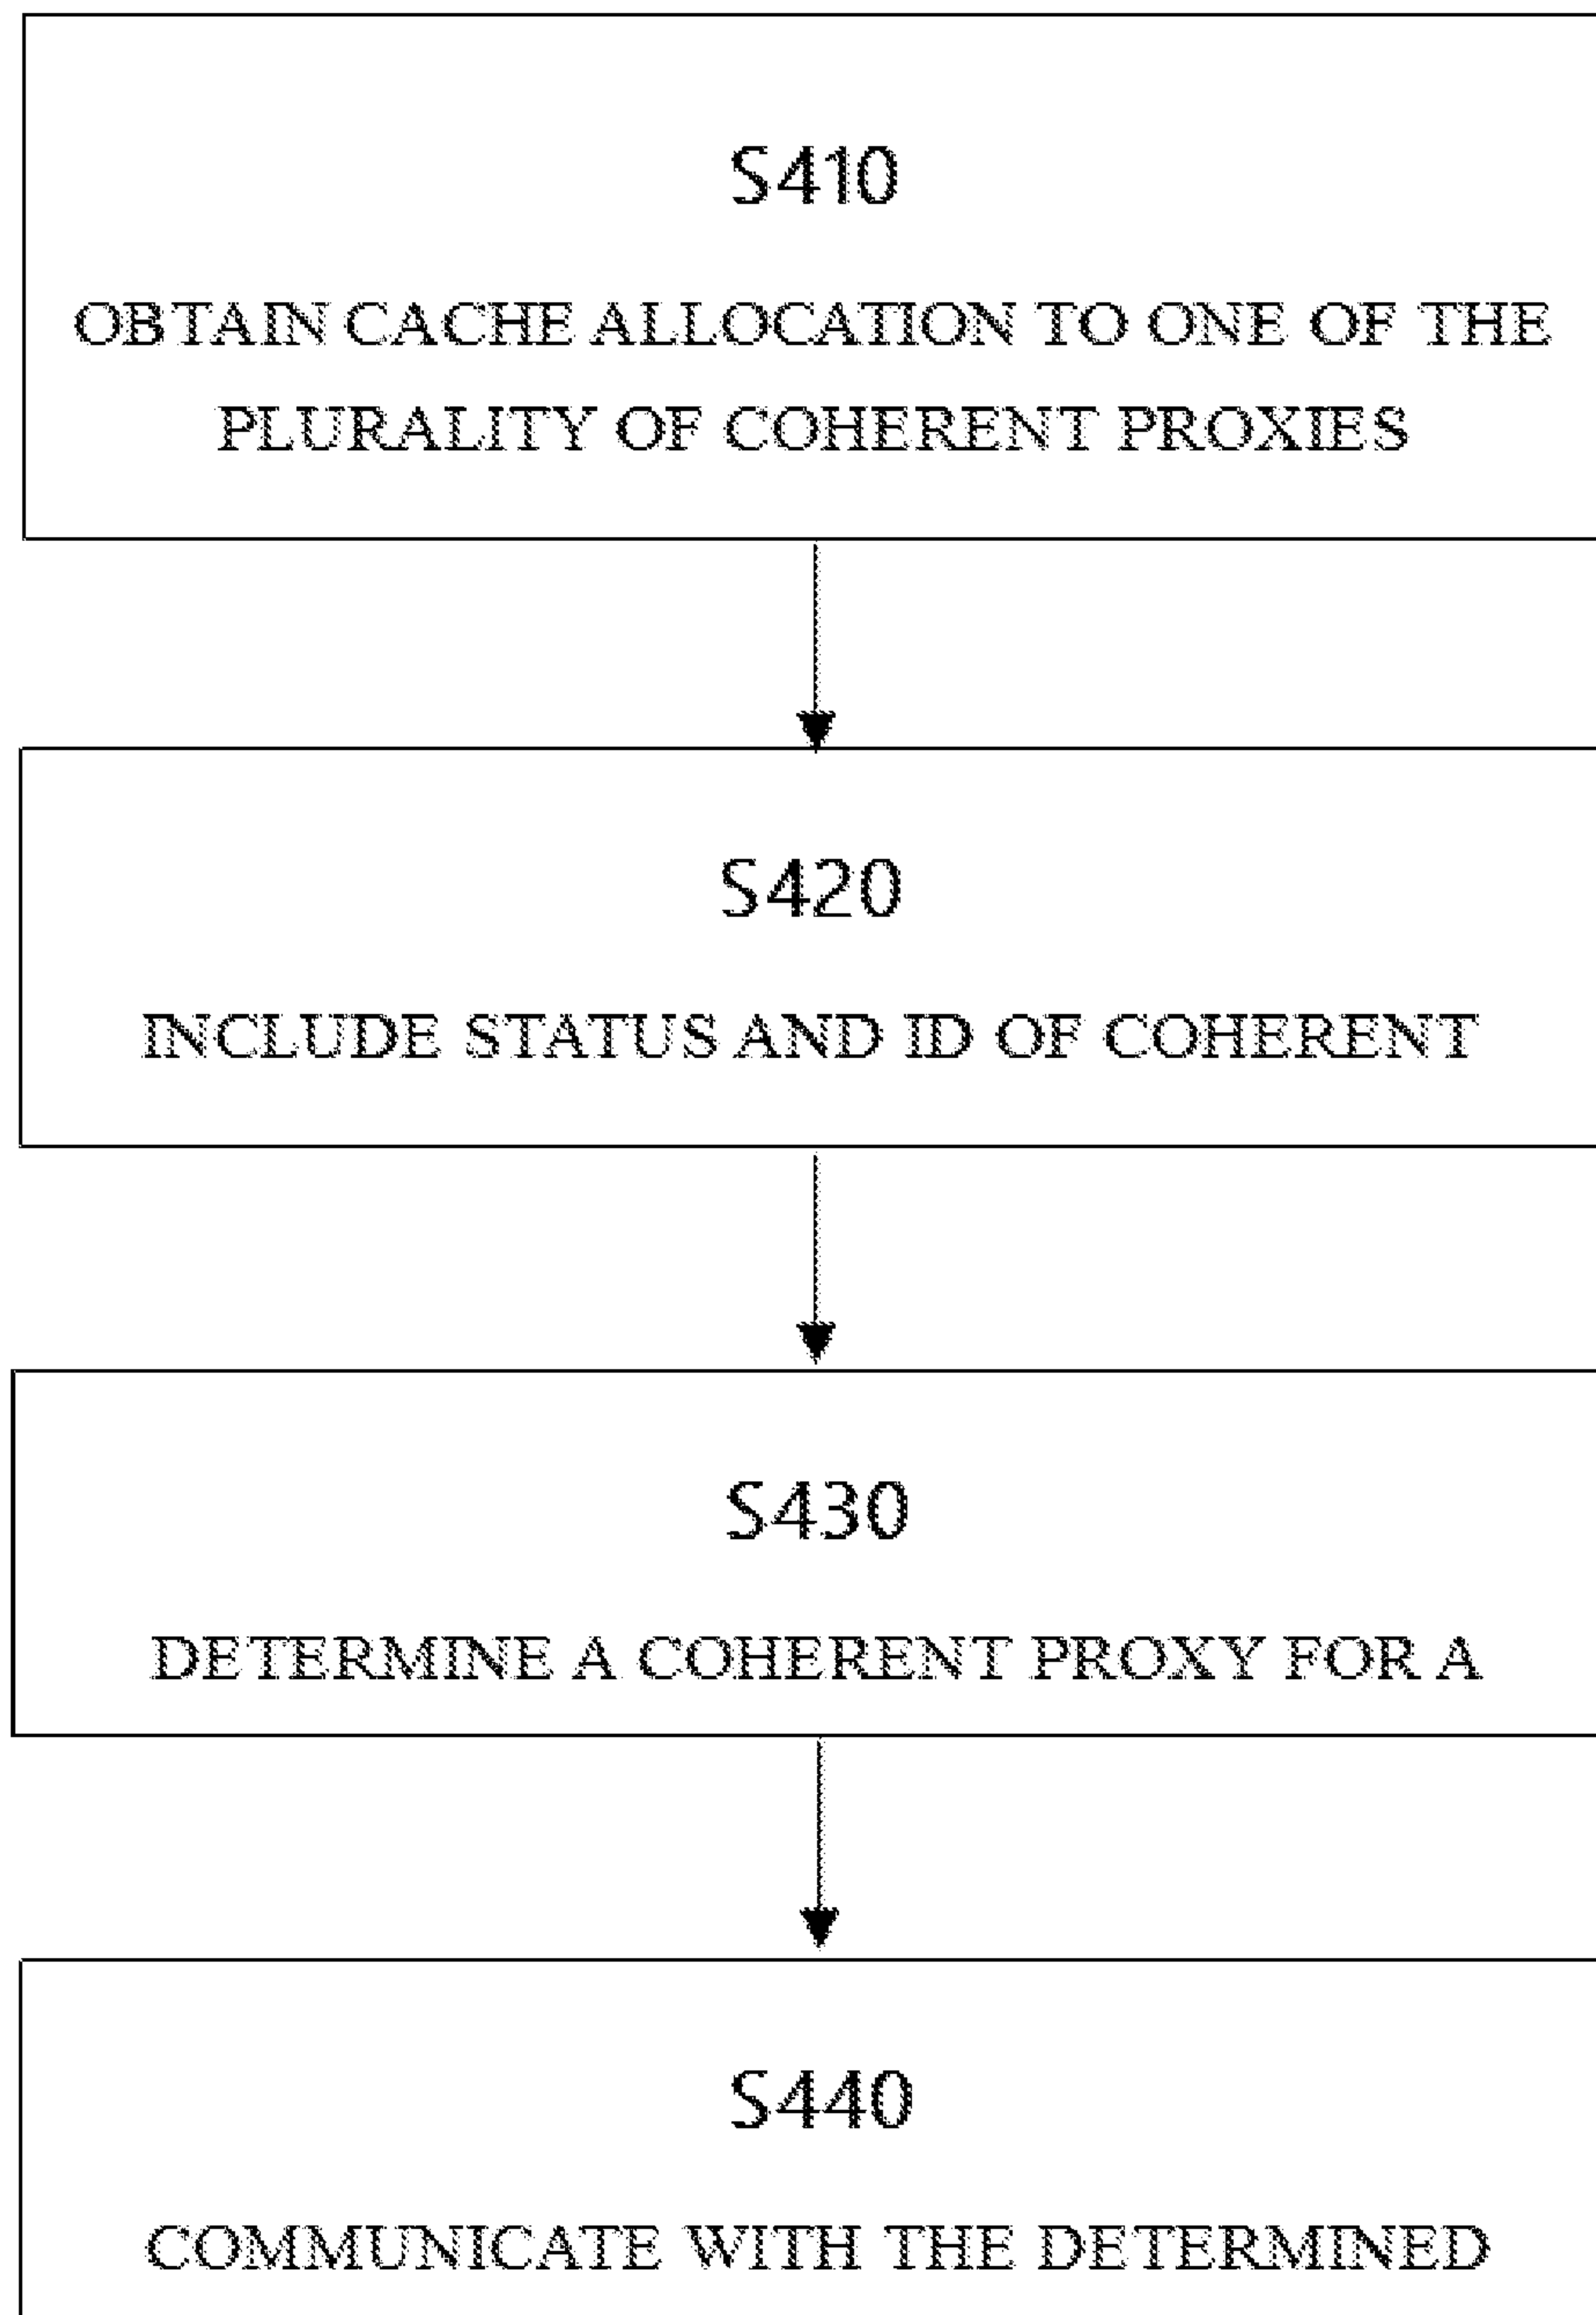 S410
OBTAIN CACHE ALLOCATION TO ONE OF THE
PLURALITY OF COHERENT PROXIES
S420
INCLUDE STATUS AND ID OF COHERENT
S430
DETERMINE A COHERENT PROXY FOR A
S440
COMMUNICATE WITH THE DETERMINED